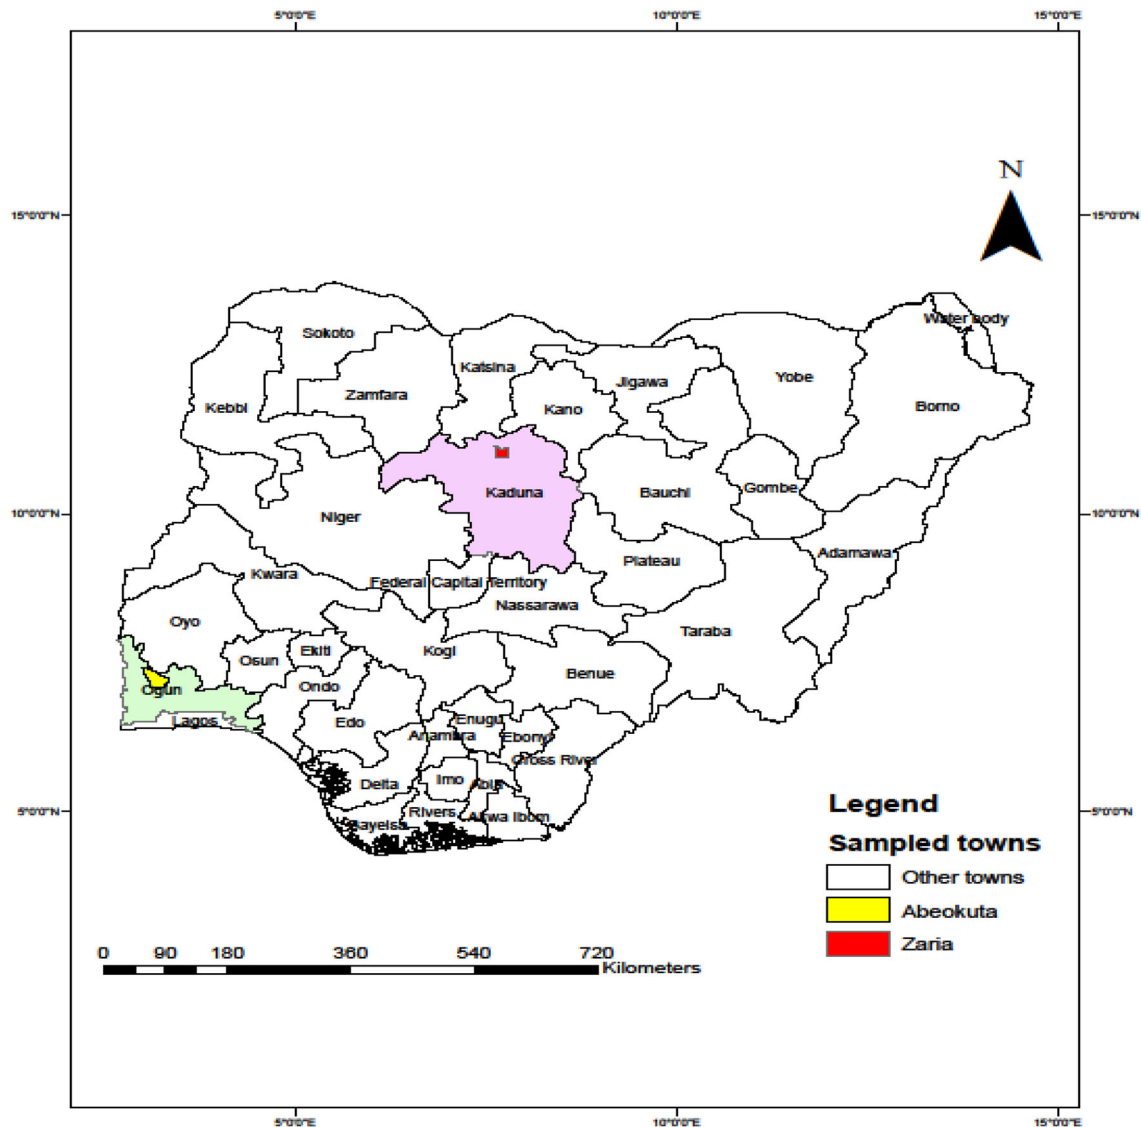 5°0'0"E 10°0'0"E 15°0'0"E
N
15°0'0"N 15°0'0"N
Water body
Sokoto
Katsina
Yobe
Jigawa
Zamfara
Kebbi
Kano
Borno
Kaduna
Bauchi
Gombe
10°0'0"N 10°0'0"N
Niger
Adamawa
Plateau
Kwara
Federal Capital Territory
Nassarawa
Oyo
Taraba
Ekiti
Kogi
Osun
Benue
Ogun
Ondo
Lagos
Edo
Enugu
Anambra
Ebonyi
Cross River
Imo
Delta
Abia
Rivers
Akwa Ibom
Bayelsa
5°0'0"N 5°0'0"N
Legend
Sampled towns
Other towns
Abeokuta
Zaria
0 90 180 360 540 720
Kilometers
5°0'0"E 10°0'0"E 15°0'0"E